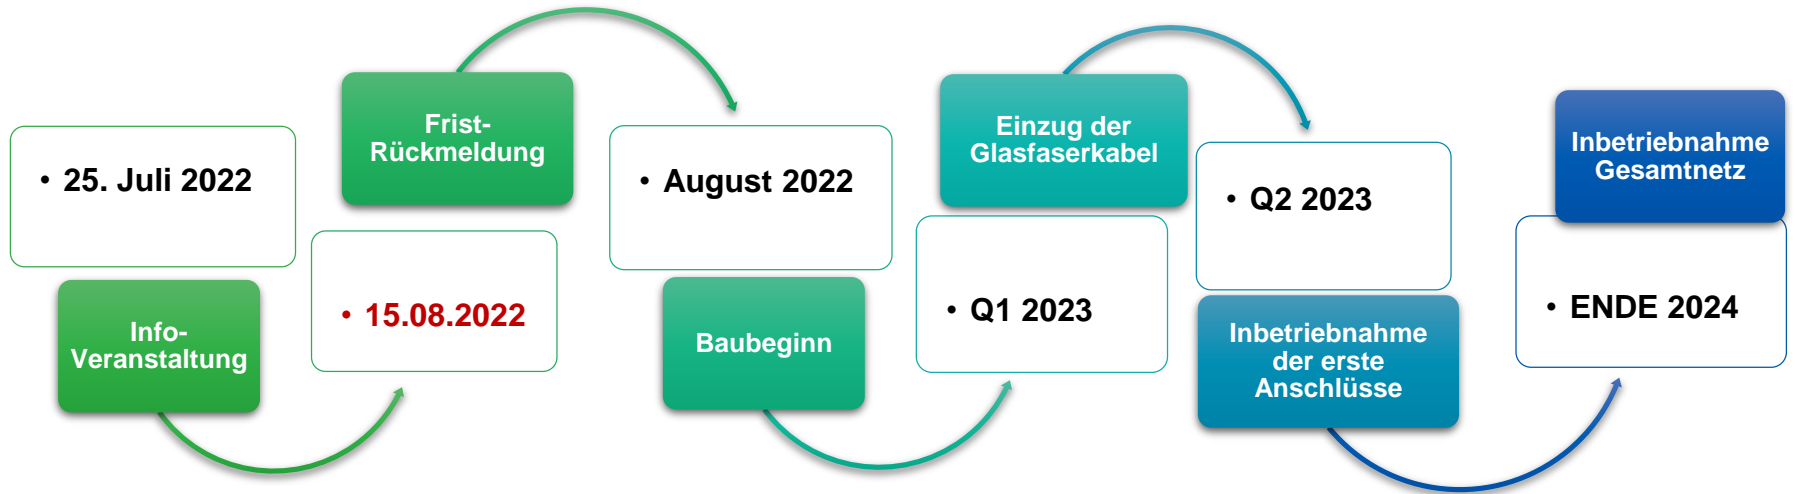 • 25. Juli 2022
Info-
Veranstaltung
Frist-
Rückmeldung
• 15.08.2022
• August 2022
Baubeginn
Einzug der
Glasfaserkabel
• Q1 2023
• Q2 2023
Inbetriebnahme
der erste
Anschlüsse
Inbetriebnahme
Gesamtnetz
• ENDE 2024